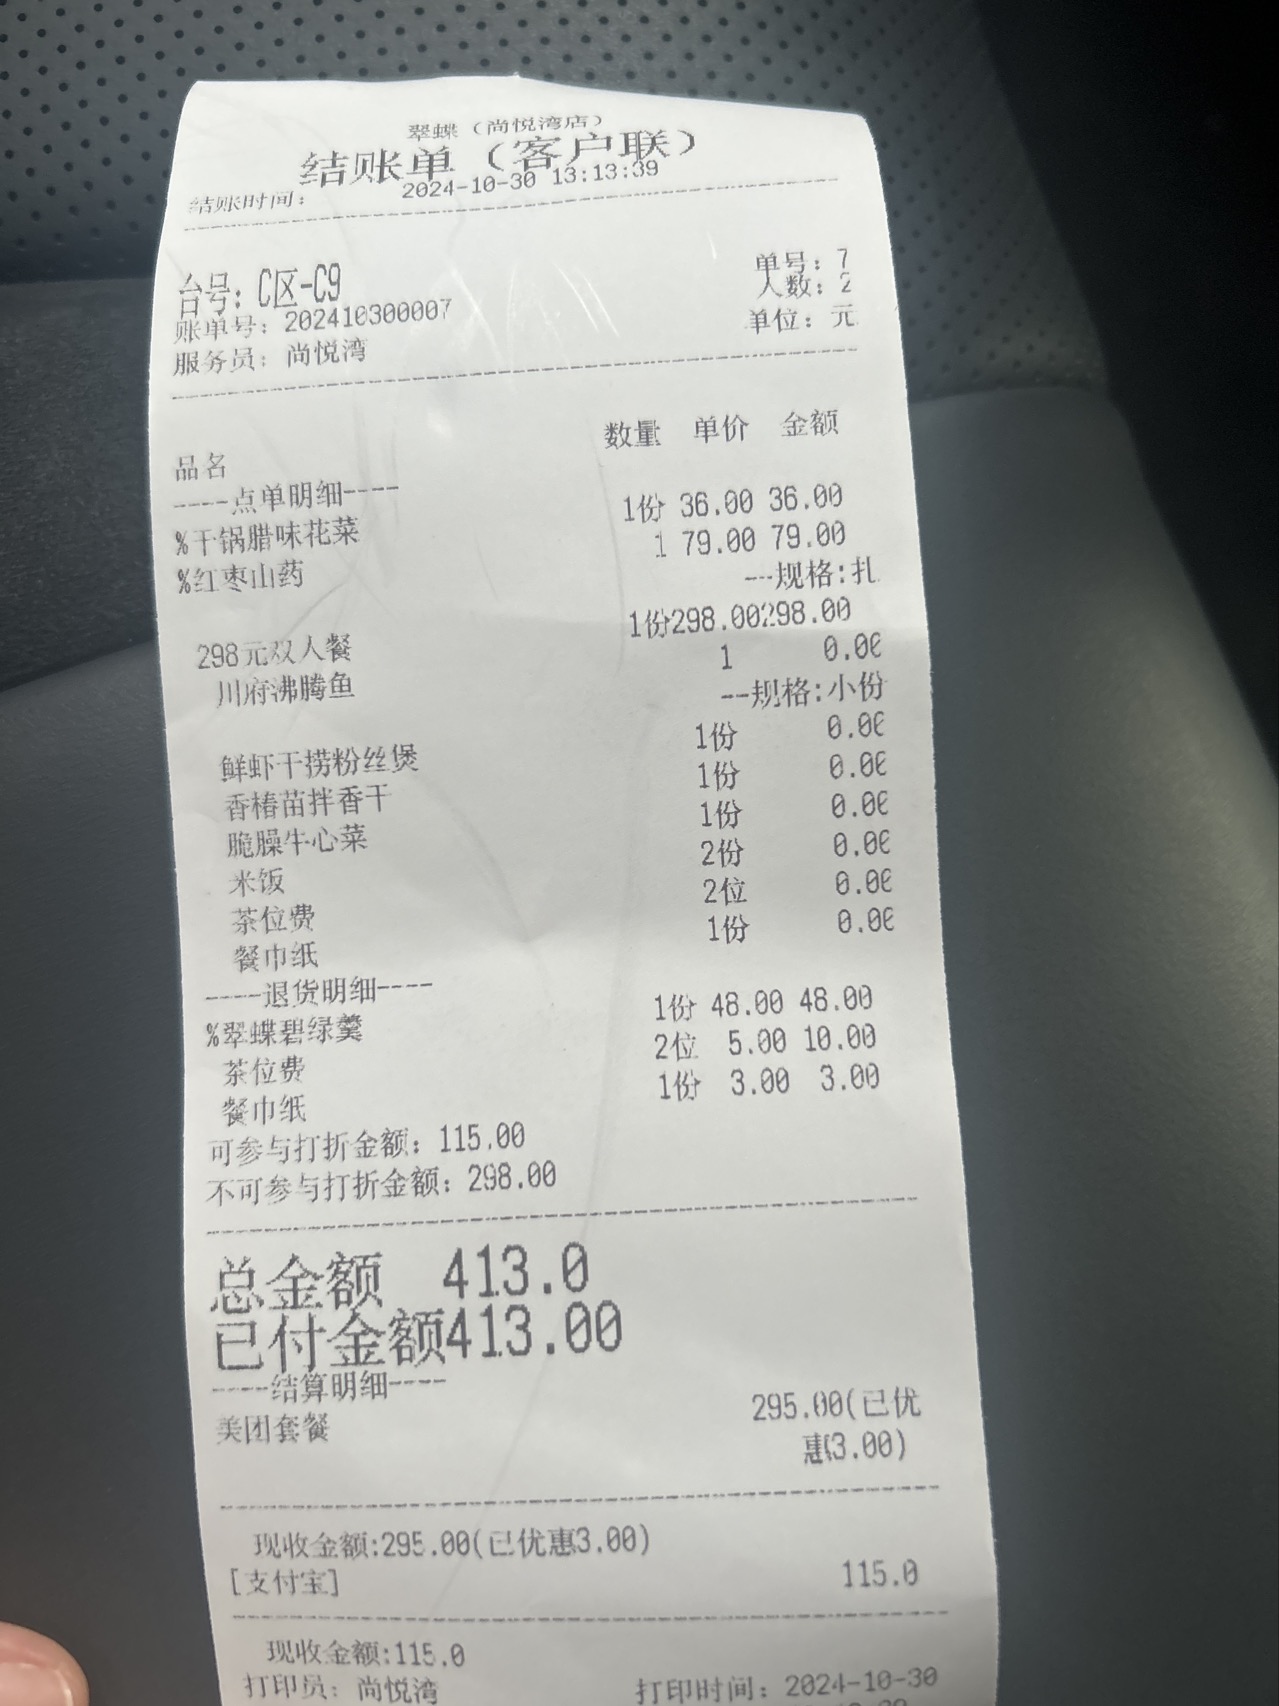 翠蝶（尚悦湾店）
结账单（客户联）
结账时间： 2024-10-30 13:13:39
台号：C区-C9 单号：7
账单号：202410300007 人数：2
服务员：尚悦湾 单位：元
品名 数量 单价 金额
----点单明细----
%干锅腊味花菜 1份 36.00 36.00
%红枣山药 1 79.00 79.00
---规格:扎
298元双人餐 1份298.00298.00
川府沸腾鱼 1 0.00
---规格:小份
鲜虾干捞粉丝煲 1份 0.00
香椿苗拌香干 1份 0.00
脆臊牛心菜 1份 0.00
米饭 2份 0.00
茶位费 2位 0.00
餐巾纸 1份 0.00
----退货明细----
%翠蝶碧绿羹 1份 48.00 48.00
茶位费 2位 5.00 10.00
餐巾纸 1份 3.00 3.00
可参与打折金额：115.00
不可参与打折金额：298.00
总金额 413.0
已付金额413.00
----结算明细----
美团套餐 295.00(已优
惠3.00)
现收金额:295.00(已优惠3.00)
[支付宝] 115.0
现收金额:115.0
打印员：尚悦湾 打印时间：2024-10-30